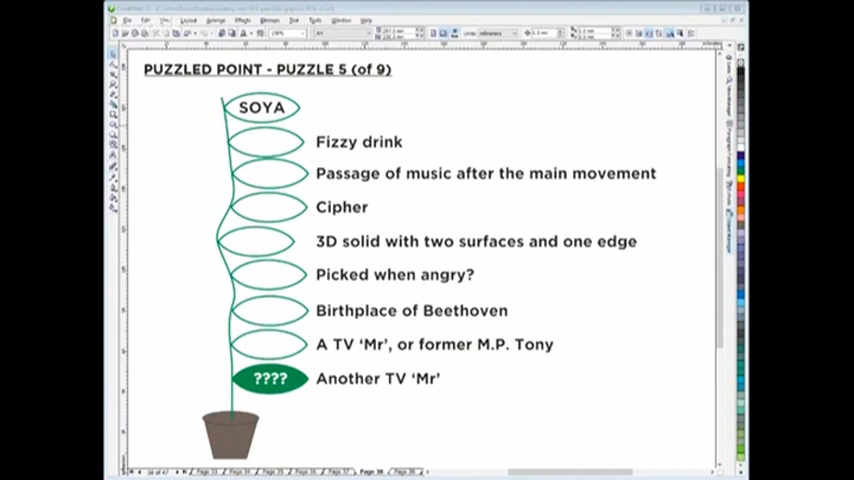 PUZZLED POINT - PUZZLE 5 (of 9)
SOYA
Fizzy drink
Passage of music after the main movement
Cipher
3D solid with two surfaces and one edge
Picked when angry?
Birthplace of Beethoven
A TV ‘Mr’, or former M.P. Tony
???? Another TV ‘Mr’